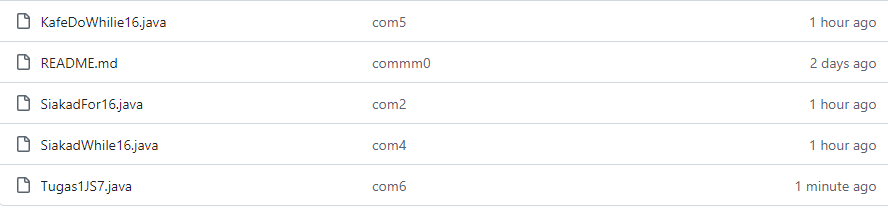 KafeDoWhilie16.java com5 1 hour ago
README.md commm0 2 days ago
SiakadFor16.java com2 1 hour ago
SiakadWhile16.java com4 1 hour ago
Tugas1JS7.java com6 1 minute ago